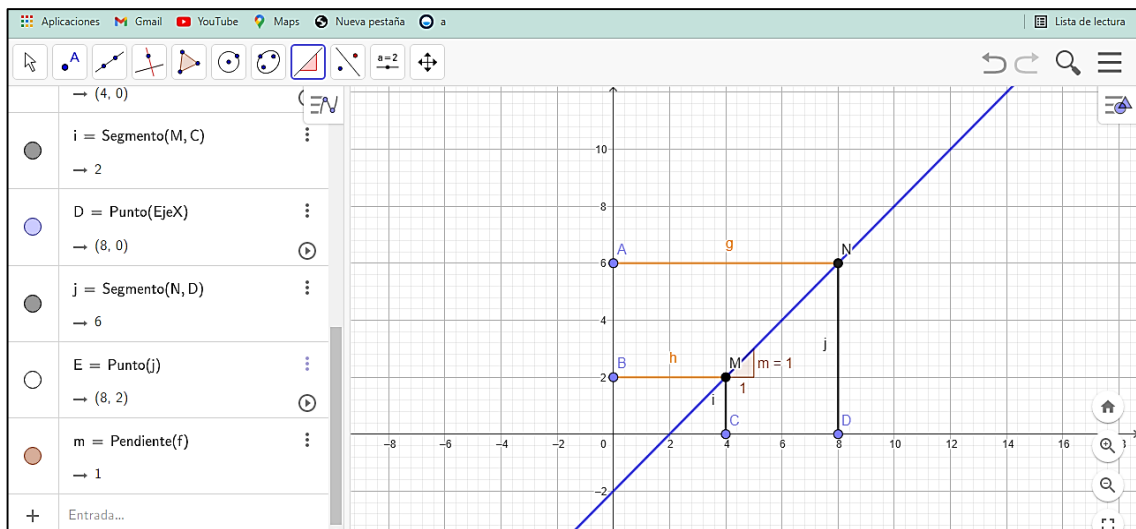 Aplicaciones Gmail YouTube Maps Nueva pestaña a Lista de lectura
A a=2
→ (4, 0)
i = Segmento(M, C)
→ 2
D = Punto(EjeX)
→ (8, 0)
j = Segmento(N, D)
→ 6
E = Punto(j)
→ (8, 2)
m = Pendiente(f)
→ 1
+ Entrada...
10
8
A g N
6
4
j
B h M m = 1
2
1
i
C D
−8 −6 −4 −2 0 2 4 6 8 10 12 14 16 18
−2